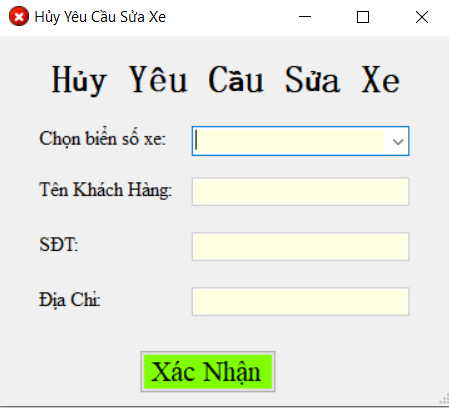 Hủy Yêu Cầu Sửa Xe
Hủy Yêu Cầu Sửa Xe
Chọn biển số xe:
Tên Khách Hàng:
SĐT:
Địa Chỉ:
Xác Nhận